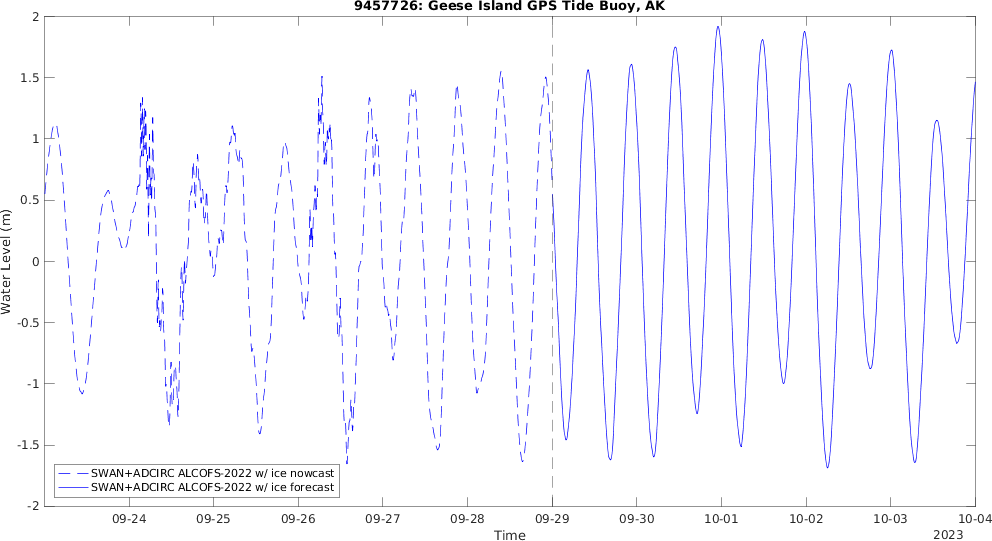 9457726: Geese Island GPS Tide Buoy, AK
2
1.5
1
0.5
0
-0.5
-1
-1.5
-2
Water Level (m)
SWAN+ADCIRC ALCOFS-2022 w/ ice nowcast
SWAN+ADCIRC ALCOFS-2022 w/ ice forecast
09-24 09-25 09-26 09-27 09-28 09-29 09-30 10-01 10-02 10-03 10-04
Time
2023